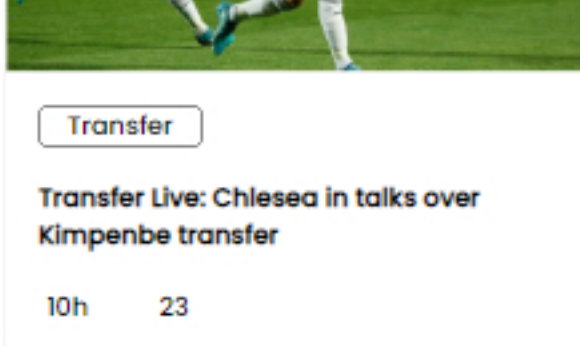 Transfer
Transfer Live: Chlesea in talks over
Kimpenbe transfer
10h 23